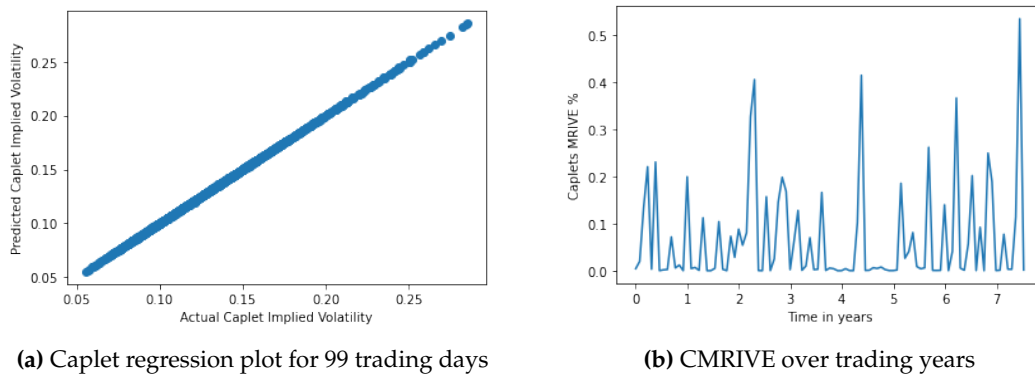 Predicted Caplet Implied Volatility
0.25
0.20
0.15
0.10
0.05
0.05 0.10 0.15 0.20 0.25
Actual Caplet Implied Volatility
(a) Caplet regression plot for 99 trading days
Caplets MRIVE %
0.5
0.4
0.3
0.2
0.1
0.0
0 1 2 3 4 5 6 7
Time in years
(b) CMRIVE over trading years